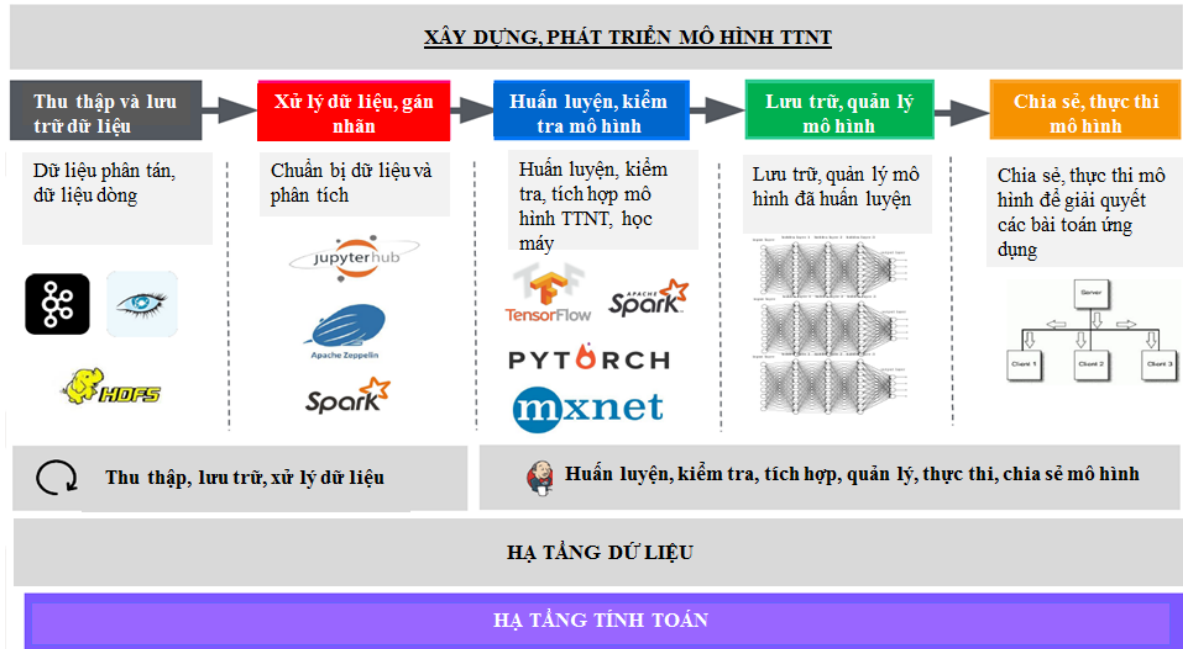 XÂY DỰNG, PHÁT TRIỂN MÔ HÌNH TTNT
Thu thập và lưu
trữ dữ liệu
Xử lý dữ liệu, gán
nhãn
Huấn luyện, kiểm
tra mô hình
Lưu trữ, quản lý
mô hình
Chia sẻ, thực thi
mô hình
Dữ liệu phân tán,
dữ liệu dòng
Chuẩn bị dữ liệu và
phân tích
Huấn luyện, kiểm
tra, tích hợp mô
hình TTNT, học
máy
Lưu trữ, quản lý mô
hình đã huấn luyện
Chia sẻ, thực thi mô
hình để giải quyết
các bài toán ứng
dụng
HDFS
jupyterhub
Apache Zeppelin
Spark
TensorFlow
APACHE
Spark
PYTORCH
mxnet
Server
Client 1
Client 2
Client 3
Thu thập, lưu trữ, xử lý dữ liệu
Huấn luyện, kiểm tra, tích hợp, quản lý, thực thi, chia sẻ mô hình
HẠ TẦNG DỮ LIỆU
HẠ TẦNG TÍNH TOÁN